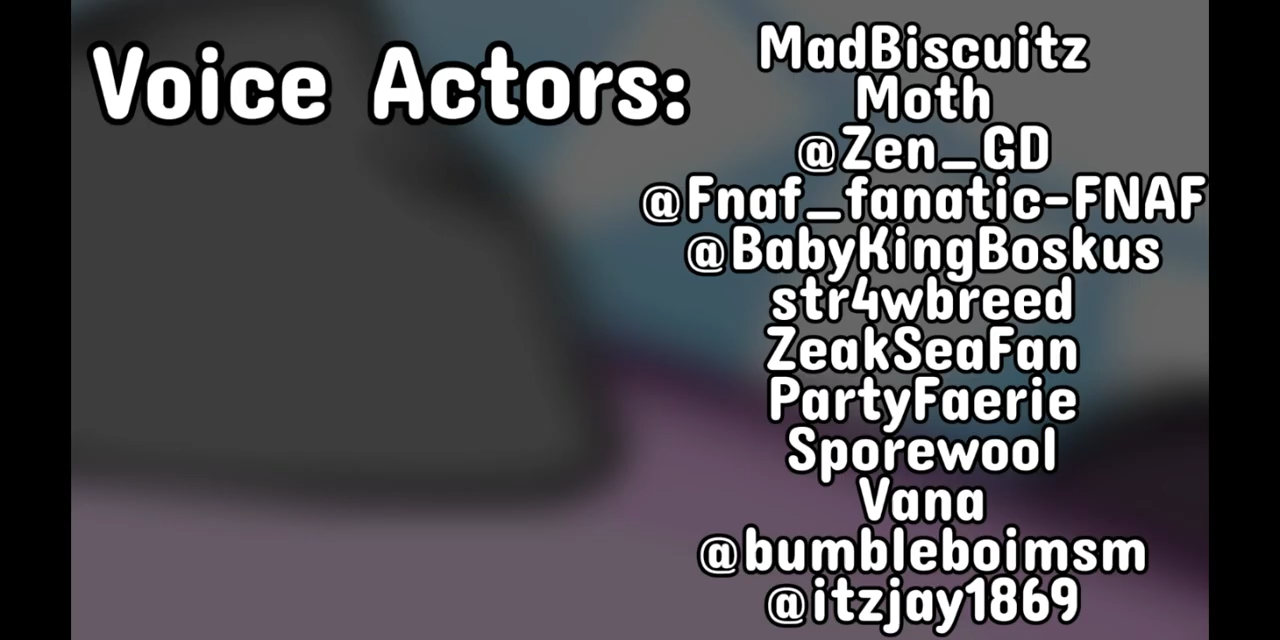 Voice Actors:
MadBiscuitz
Moth
@Zen_GD
@Fnaf_fanatic-FNAF
@BabyKingBoskus
str4wbreed
ZeakSeaFan
PartyFaerie
Sporewool
Vana
@bumbleboimsm
@itzjay1869